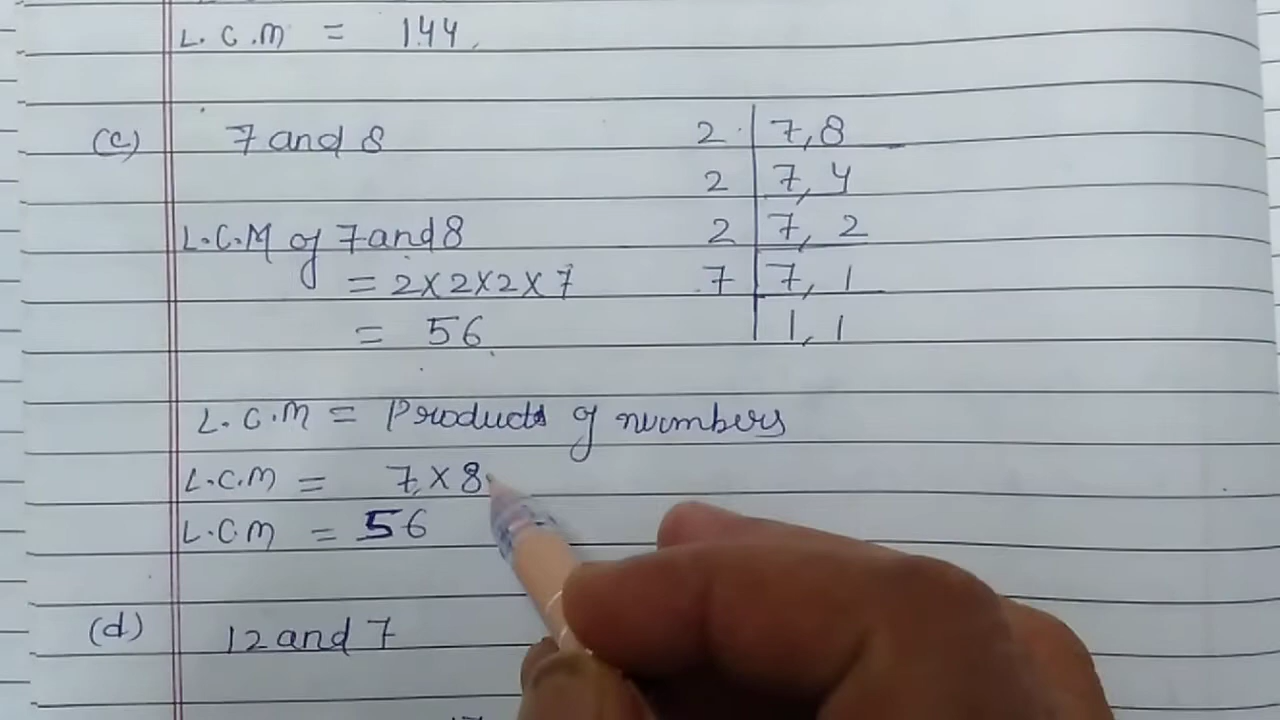 L.C.M = 144
(c) 7 and 8
2 | 7, 8
2 | 7, 4
2 | 7, 2
7 | 7, 1
| 1, 1
L.C.M of 7 and 8
= 2×2×2×7
= 56
L.C.M = Products of numbers
L.C.M = 7 × 8
L.C.M = 56
(d) 12 and 7